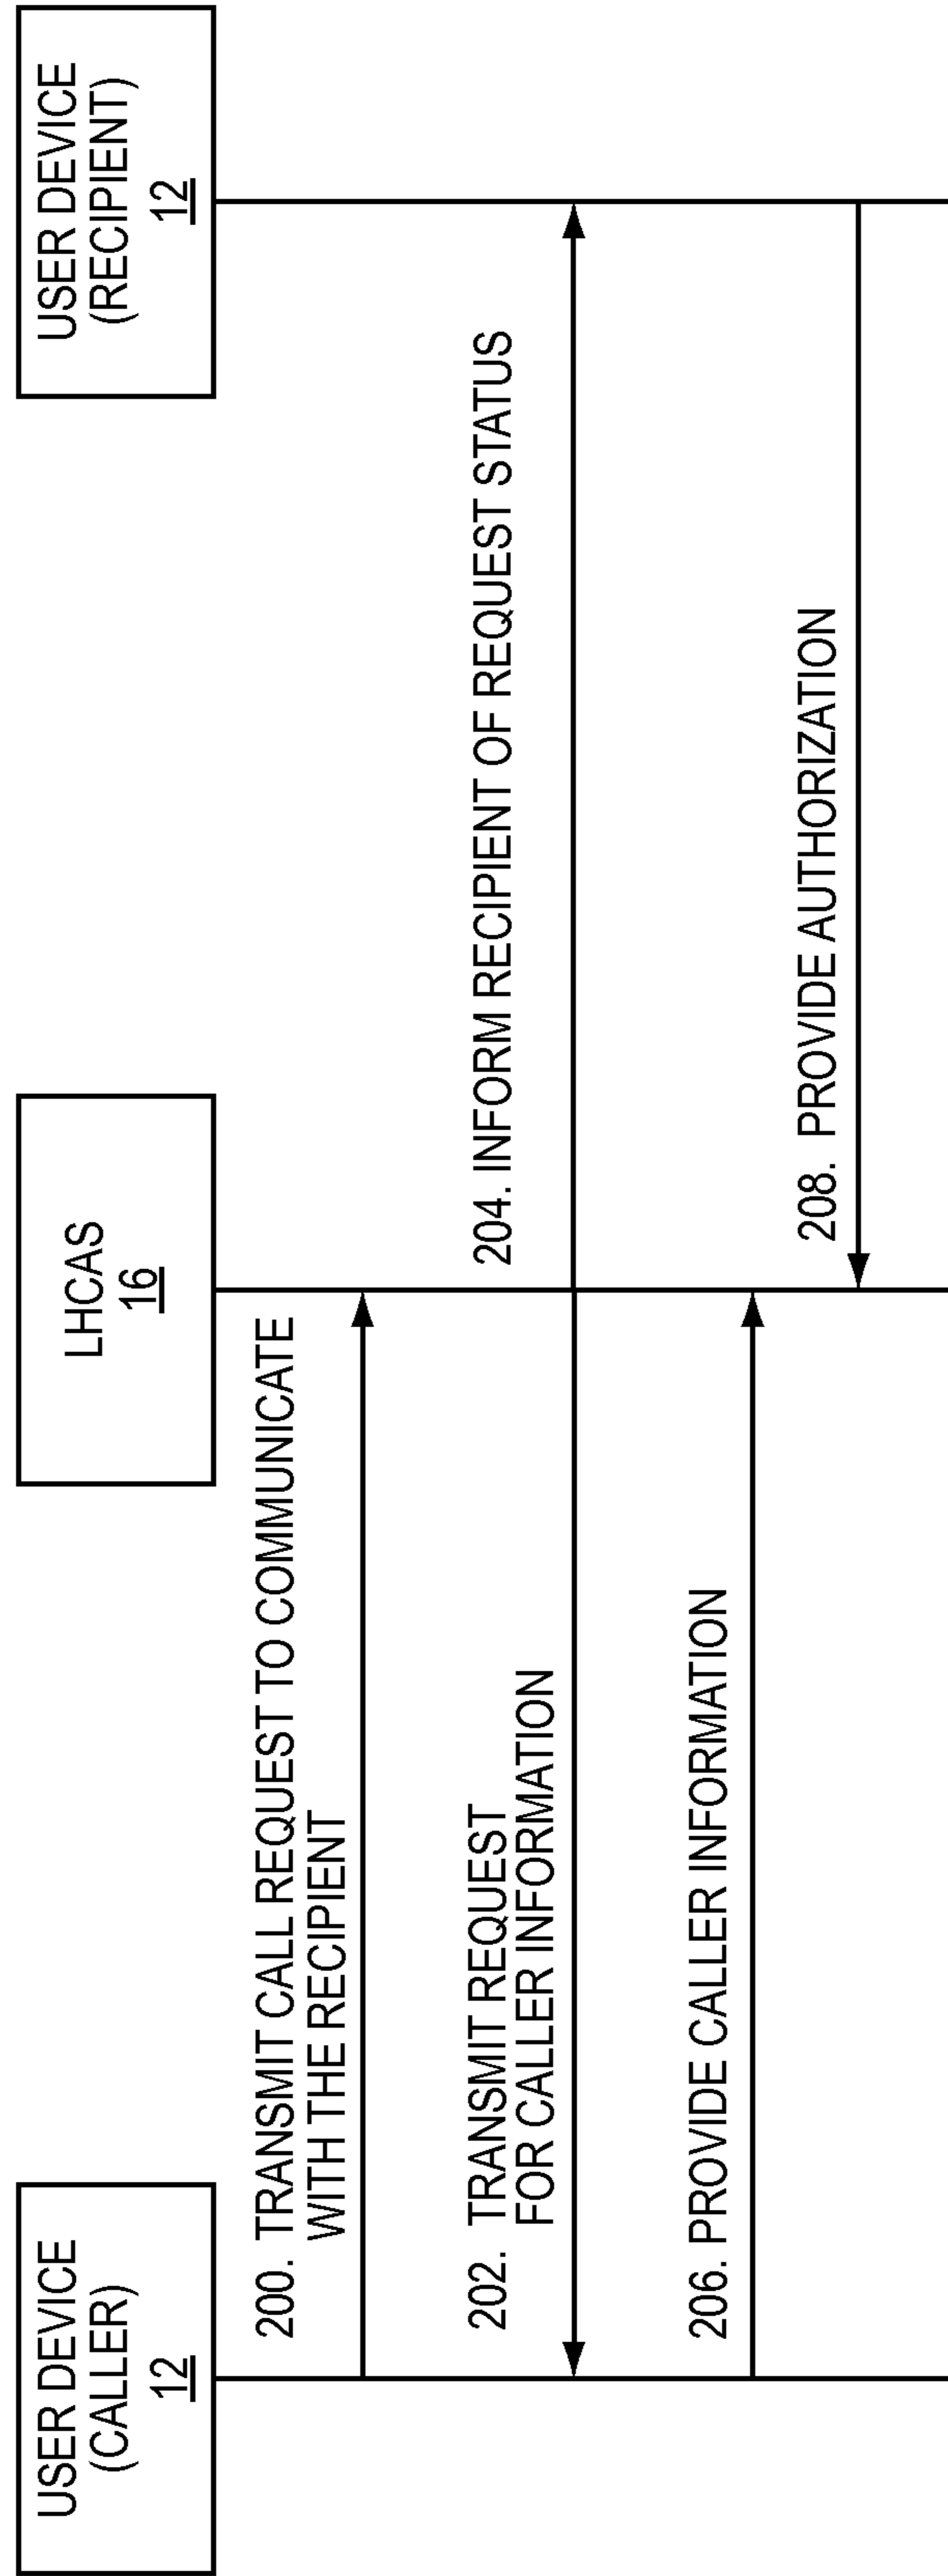 USER DEVICE
(CALLER)
12
LHCAS
16
USER DEVICE
(RECIPIENT)
12
200. TRANSMIT CALL REQUEST TO COMMUNICATE
WITH THE RECIPIENT
202. TRANSMIT REQUEST
FOR CALLER INFORMATION
204. INFORM RECIPIENT OF REQUEST STATUS
206. PROVIDE CALLER INFORMATION
208. PROVIDE AUTHORIZATION